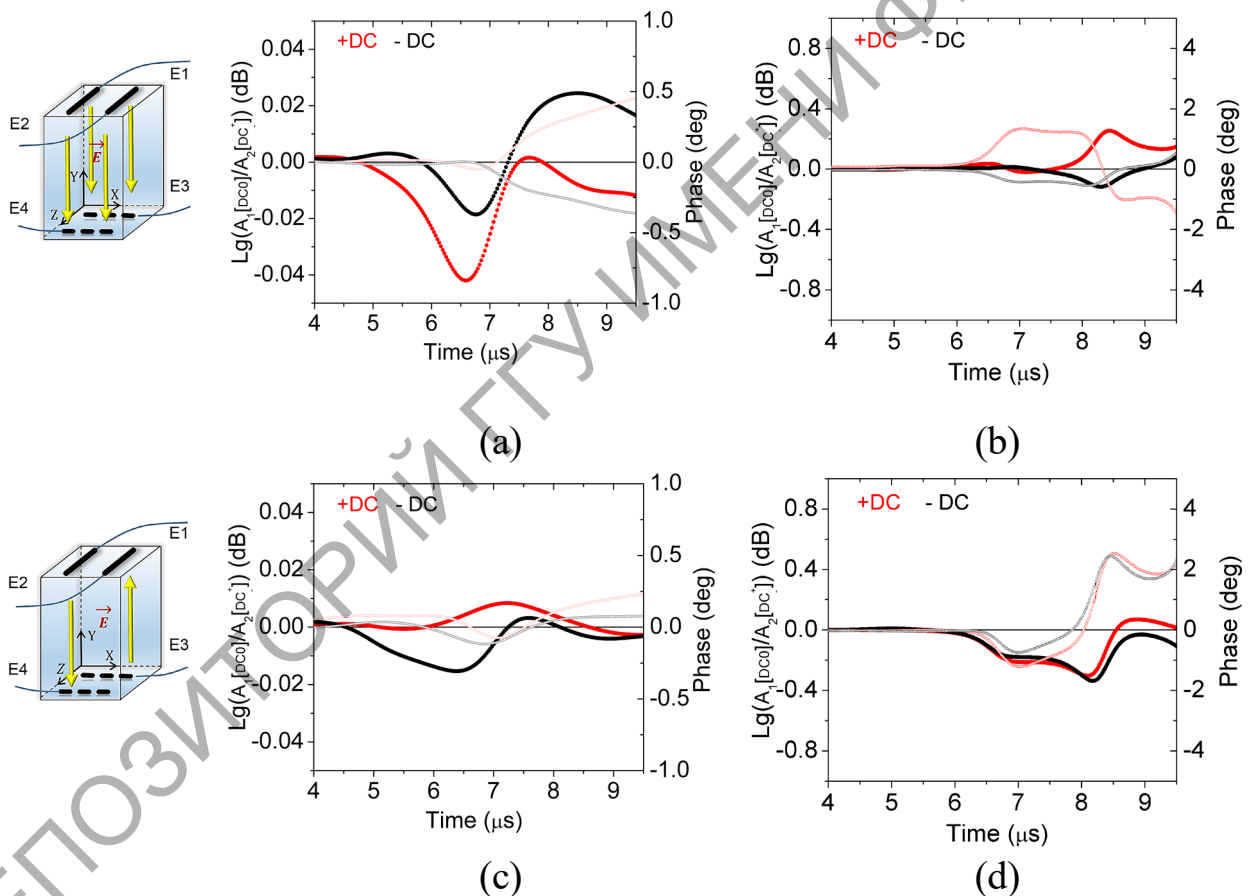 РЕПОЗИТОРИЙ ГГУ ИМЕНИ Ф
E1
E2
E
Y
X
Z
E3
E4
+DC - DC
Lg(A1[DC0]/A2[DC±]) (dB)
0.04
0.02
0.00
-0.02
-0.04
4 5 6 7 8 9
Time (μs)
1.0
0.5
0.0
-0.5
-1.0
Phase (deg)
(a)
+DC - DC
Lg(A1[DC0]/A2[DC±]) (dB)
0.8
0.4
0.0
-0.4
-0.8
4 5 6 7 8 9
Time (μs)
4
2
0
-2
-4
Phase (deg)
(b)
E1
E2
E
Y
X
Z
E3
E4
+DC - DC
Lg(A1[DC0]/A2[DC±]) (dB)
0.04
0.02
0.00
-0.02
-0.04
4 5 6 7 8 9
Time (μs)
1.0
0.5
0.0
-0.5
-1.0
Phase (deg)
(c)
+DC - DC
Lg(A1[DC0]/A2[DC±]) (dB)
0.8
0.4
0.0
-0.4
-0.8
4 5 6 7 8 9
Time (μs)
4
2
0
-2
-4
Phase (deg)
(d)